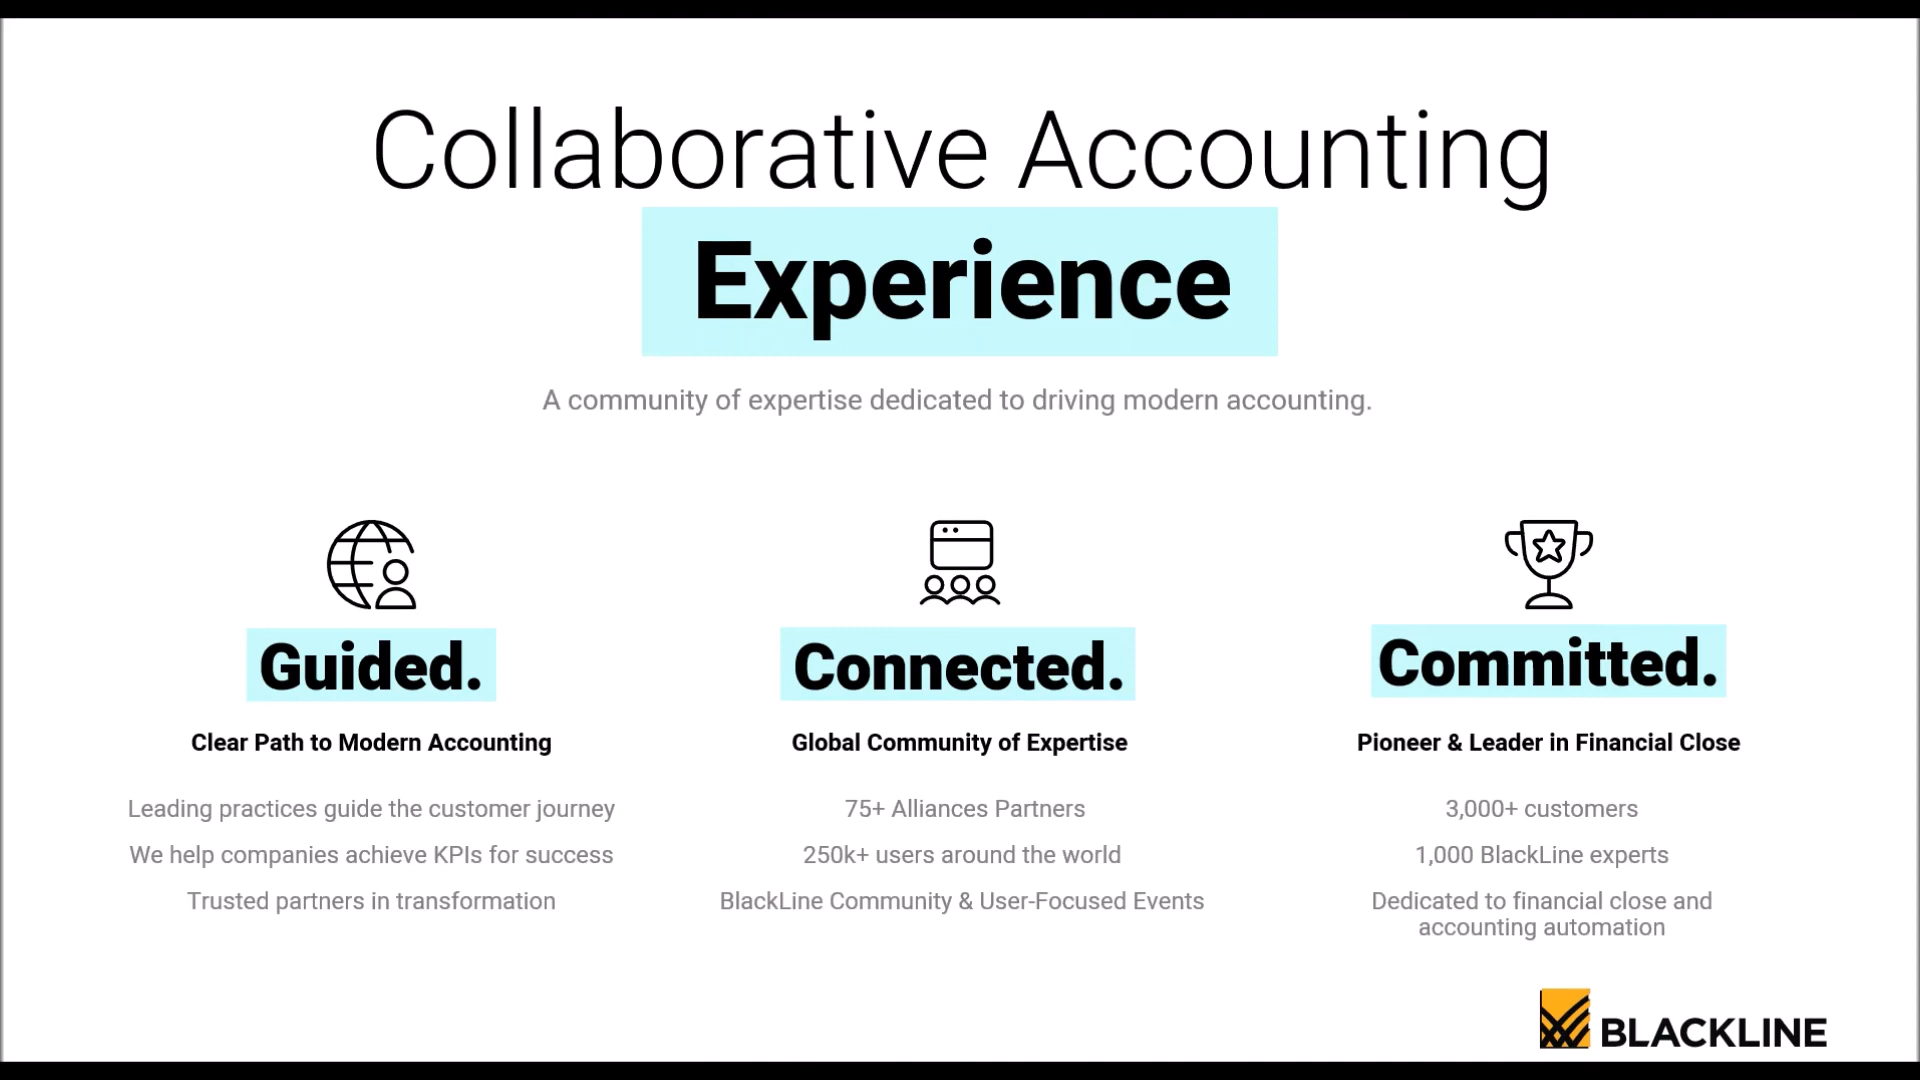 Collaborative Accounting
Experience
A community of expertise dedicated to driving modern accounting.
Guided.
Clear Path to Modern Accounting
Leading practices guide the customer journey
We help companies achieve KPIs for success
Trusted partners in transformation
Connected.
Global Community of Expertise
75+ Alliances Partners
250k+ users around the world
BlackLine Community & User-Focused Events
Committed.
Pioneer & Leader in Financial Close
3,000+ customers
1,000 BlackLine experts
Dedicated to financial close and
accounting automation
BLACKLINE